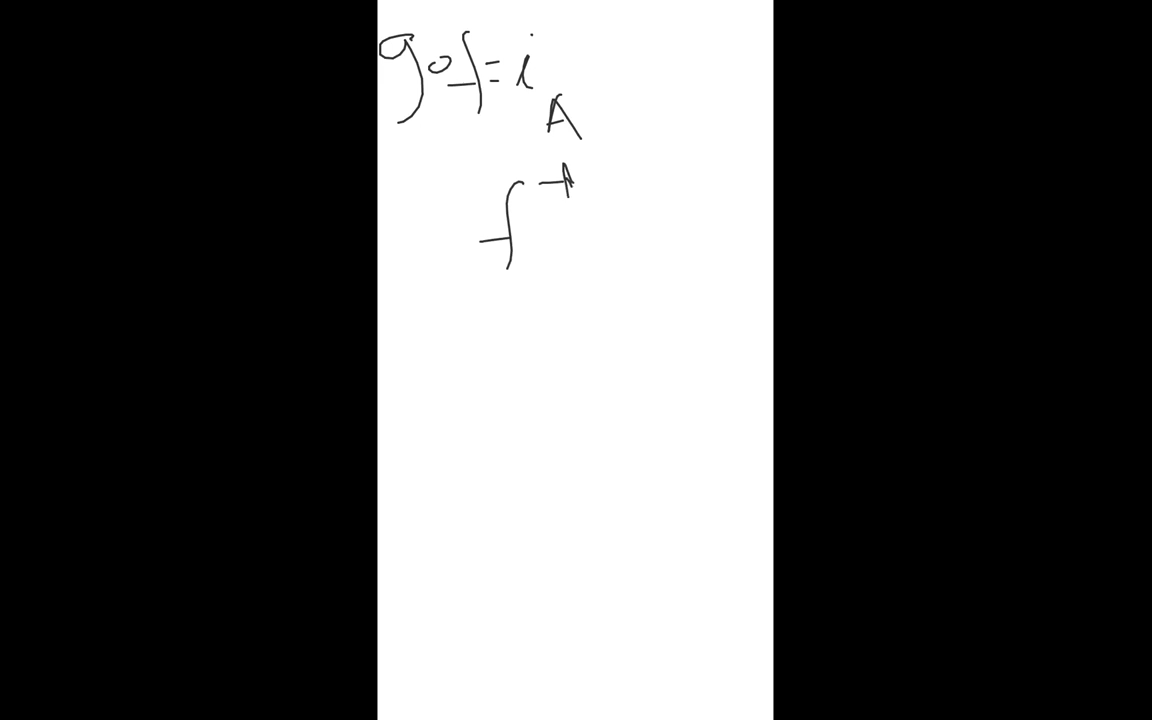 g∘f = i_A
f⁻¹